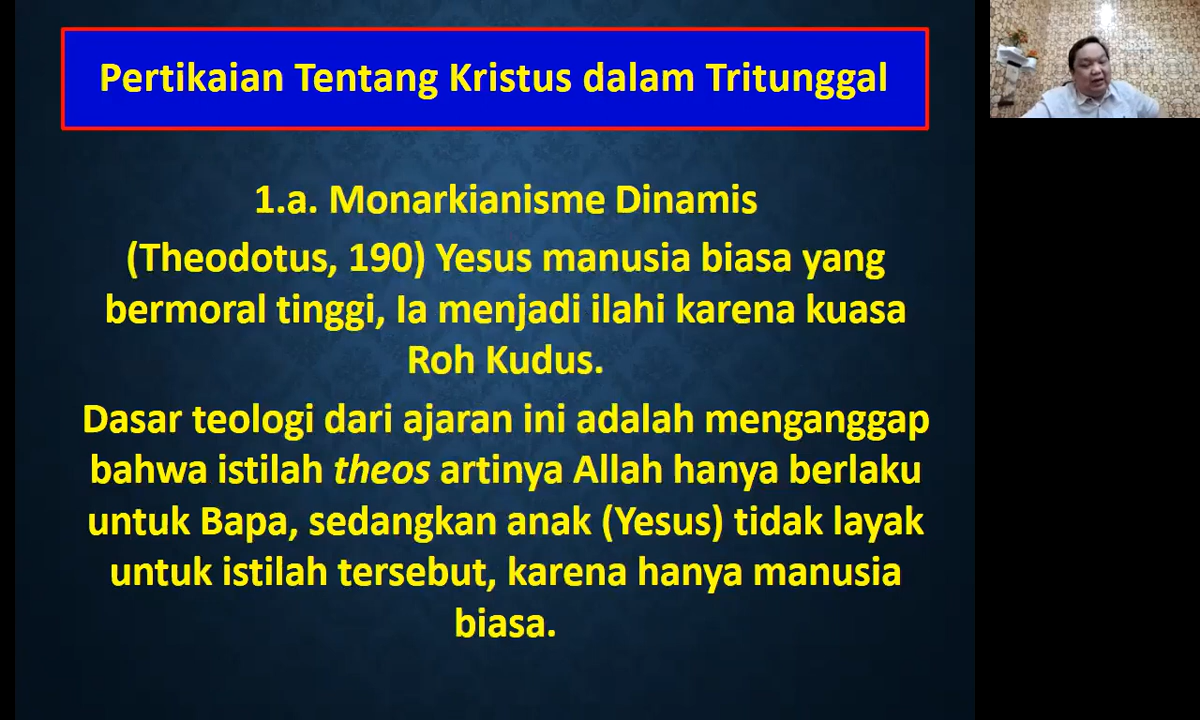 Pertikaian Tentang Kristus dalam Tritunggal
1.a. Monarkianisme Dinamis
(Theodotus, 190) Yesus manusia biasa yang
bermoral tinggi, Ia menjadi ilahi karena kuasa
Roh Kudus.
Dasar teologi dari ajaran ini adalah menganggap
bahwa istilah theos artinya Allah hanya berlaku
untuk Bapa, sedangkan anak (Yesus) tidak layak
untuk istilah tersebut, karena hanya manusia
biasa.